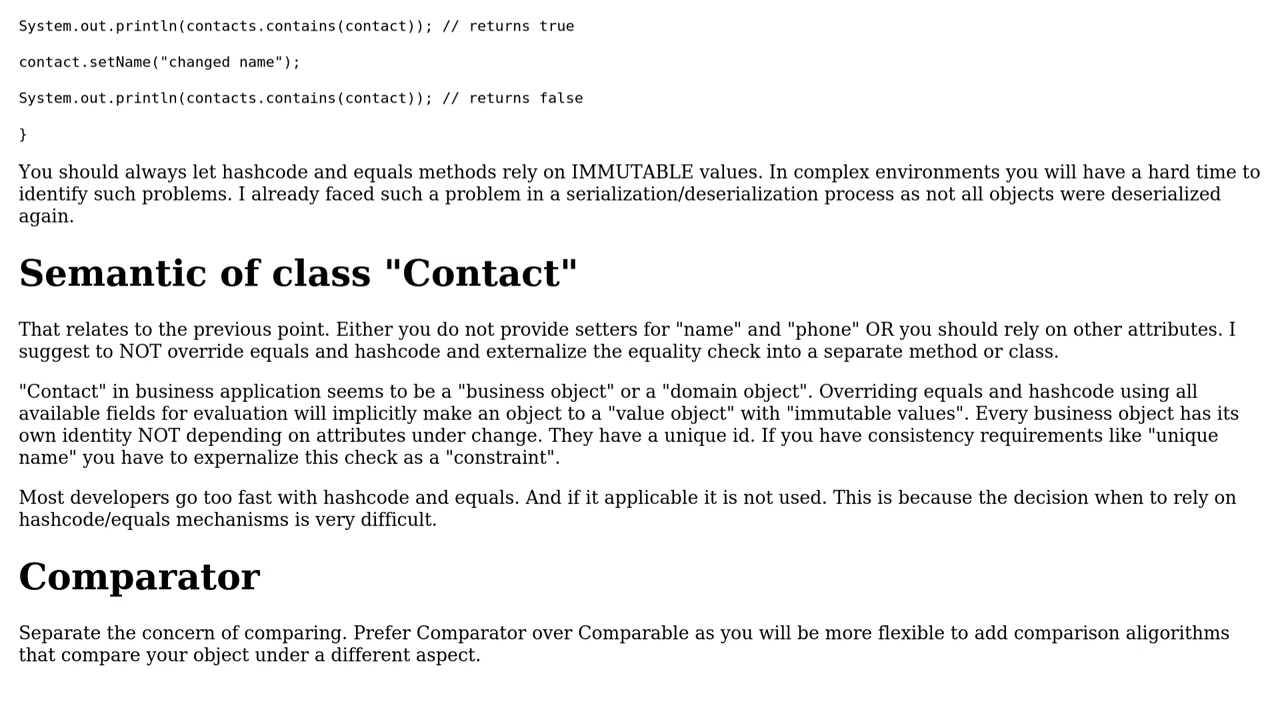 System.out.println(contacts.contains(contact)); // returns true
contact.setName("changed name");
System.out.println(contacts.contains(contact)); // returns false
}
You should always let hashcode and equals methods rely on IMMUTABLE values. In complex environments you will have a hard time to
identify such problems. I already faced such a problem in a serialization/deserialization process as not all objects were deserialized
again.
Semantic of class "Contact"
That relates to the previous point. Either you do not provide setters for "name" and "phone" OR you should rely on other attributes. I
suggest to NOT override equals and hashcode and externalize the equality check into a separate method or class.
"Contact" in business application seems to be a "business object" or a "domain object". Overriding equals and hashcode using all
available fields for evaluation will implicitly make an object to a "value object" with "immutable values". Every business object has its
own identity NOT depending on attributes under change. They have a unique id. If you have consistency requirements like "unique
name" you have to expernalize this check as a "constraint".
Most developers go too fast with hashcode and equals. And if it applicable it is not used. This is because the decision when to rely on
hashcode/equals mechanisms is very difficult.
Comparator
Separate the concern of comparing. Prefer Comparator over Comparable as you will be more flexible to add comparison aligorithms
that compare your object under a different aspect.